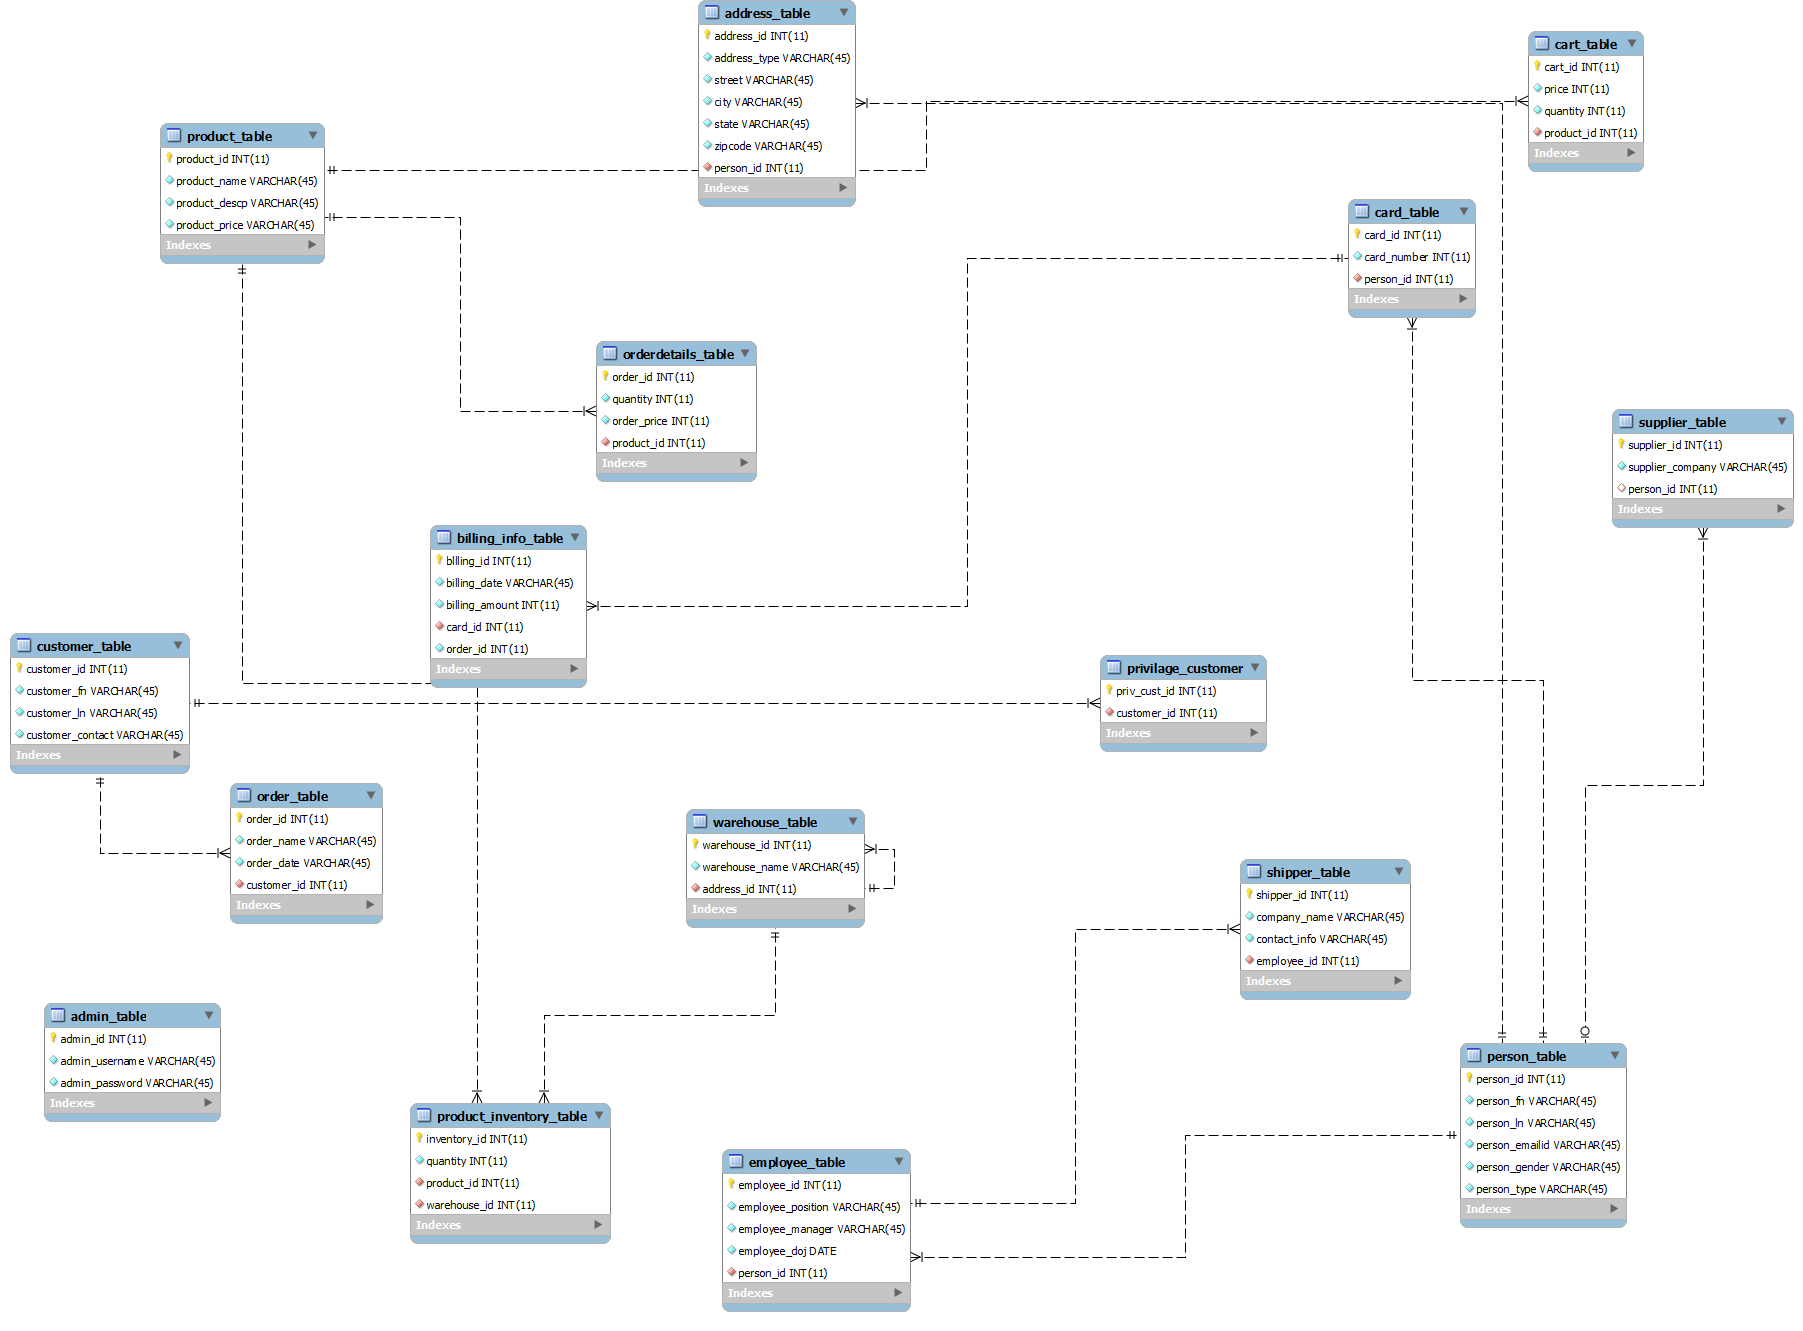 address_table
address_id INT(11)
address_type VARCHAR(45)
street VARCHAR(45)
city VARCHAR(45)
state VARCHAR(45)
zipcode VARCHAR(45)
person_id INT(11)
Indexes
cart_table
cart_id INT(11)
price INT(11)
quantity INT(11)
product_id INT(11)
Indexes
product_table
product_id INT(11)
product_name VARCHAR(45)
product_descp VARCHAR(45)
product_price VARCHAR(45)
Indexes
card_table
card_id INT(11)
card_number INT(11)
person_id INT(11)
Indexes
orderdetails_table
order_id INT(11)
quantity INT(11)
order_price INT(11)
product_id INT(11)
Indexes
supplier_table
supplier_id INT(11)
supplier_company VARCHAR(45)
person_id INT(11)
Indexes
billing_info_table
bllling_id INT(11)
billing_date VARCHAR(45)
billing_amount INT(11)
card_id INT(11)
order_id INT(11)
Indexes
customer_table
customer_id INT(11)
customer_fn VARCHAR(45)
customer_ln VARCHAR(45)
customer_contact VARCHAR(45)
Indexes
privilage_customer
priv_cust_id INT(11)
customer_id INT(11)
Indexes
order_table
order_id INT(11)
order_name VARCHAR(45)
order_date VARCHAR(45)
customer_id INT(11)
Indexes
warehouse_table
warehouse_id INT(11)
warehouse_name VARCHAR(45)
address_id INT(11)
Indexes
shipper_table
shipper_id INT(11)
company_name VARCHAR(45)
contact_info VARCHAR(45)
employee_id INT(11)
Indexes
admin_table
admin_id INT(11)
admin_username VARCHAR(45)
admin_password VARCHAR(45)
Indexes
product_inventory_table
inventory_id INT(11)
quantity INT(11)
product_id INT(11)
warehouse_id INT(11)
Indexes
employee_table
employee_id INT(11)
employee_position VARCHAR(45)
employee_manager VARCHAR(45)
employee_doj DATE
person_id INT(11)
Indexes
person_table
person_id INT(11)
person_fn VARCHAR(45)
person_ln VARCHAR(45)
person_emailid VARCHAR(45)
person_gender VARCHAR(45)
person_type VARCHAR(45)
Indexes